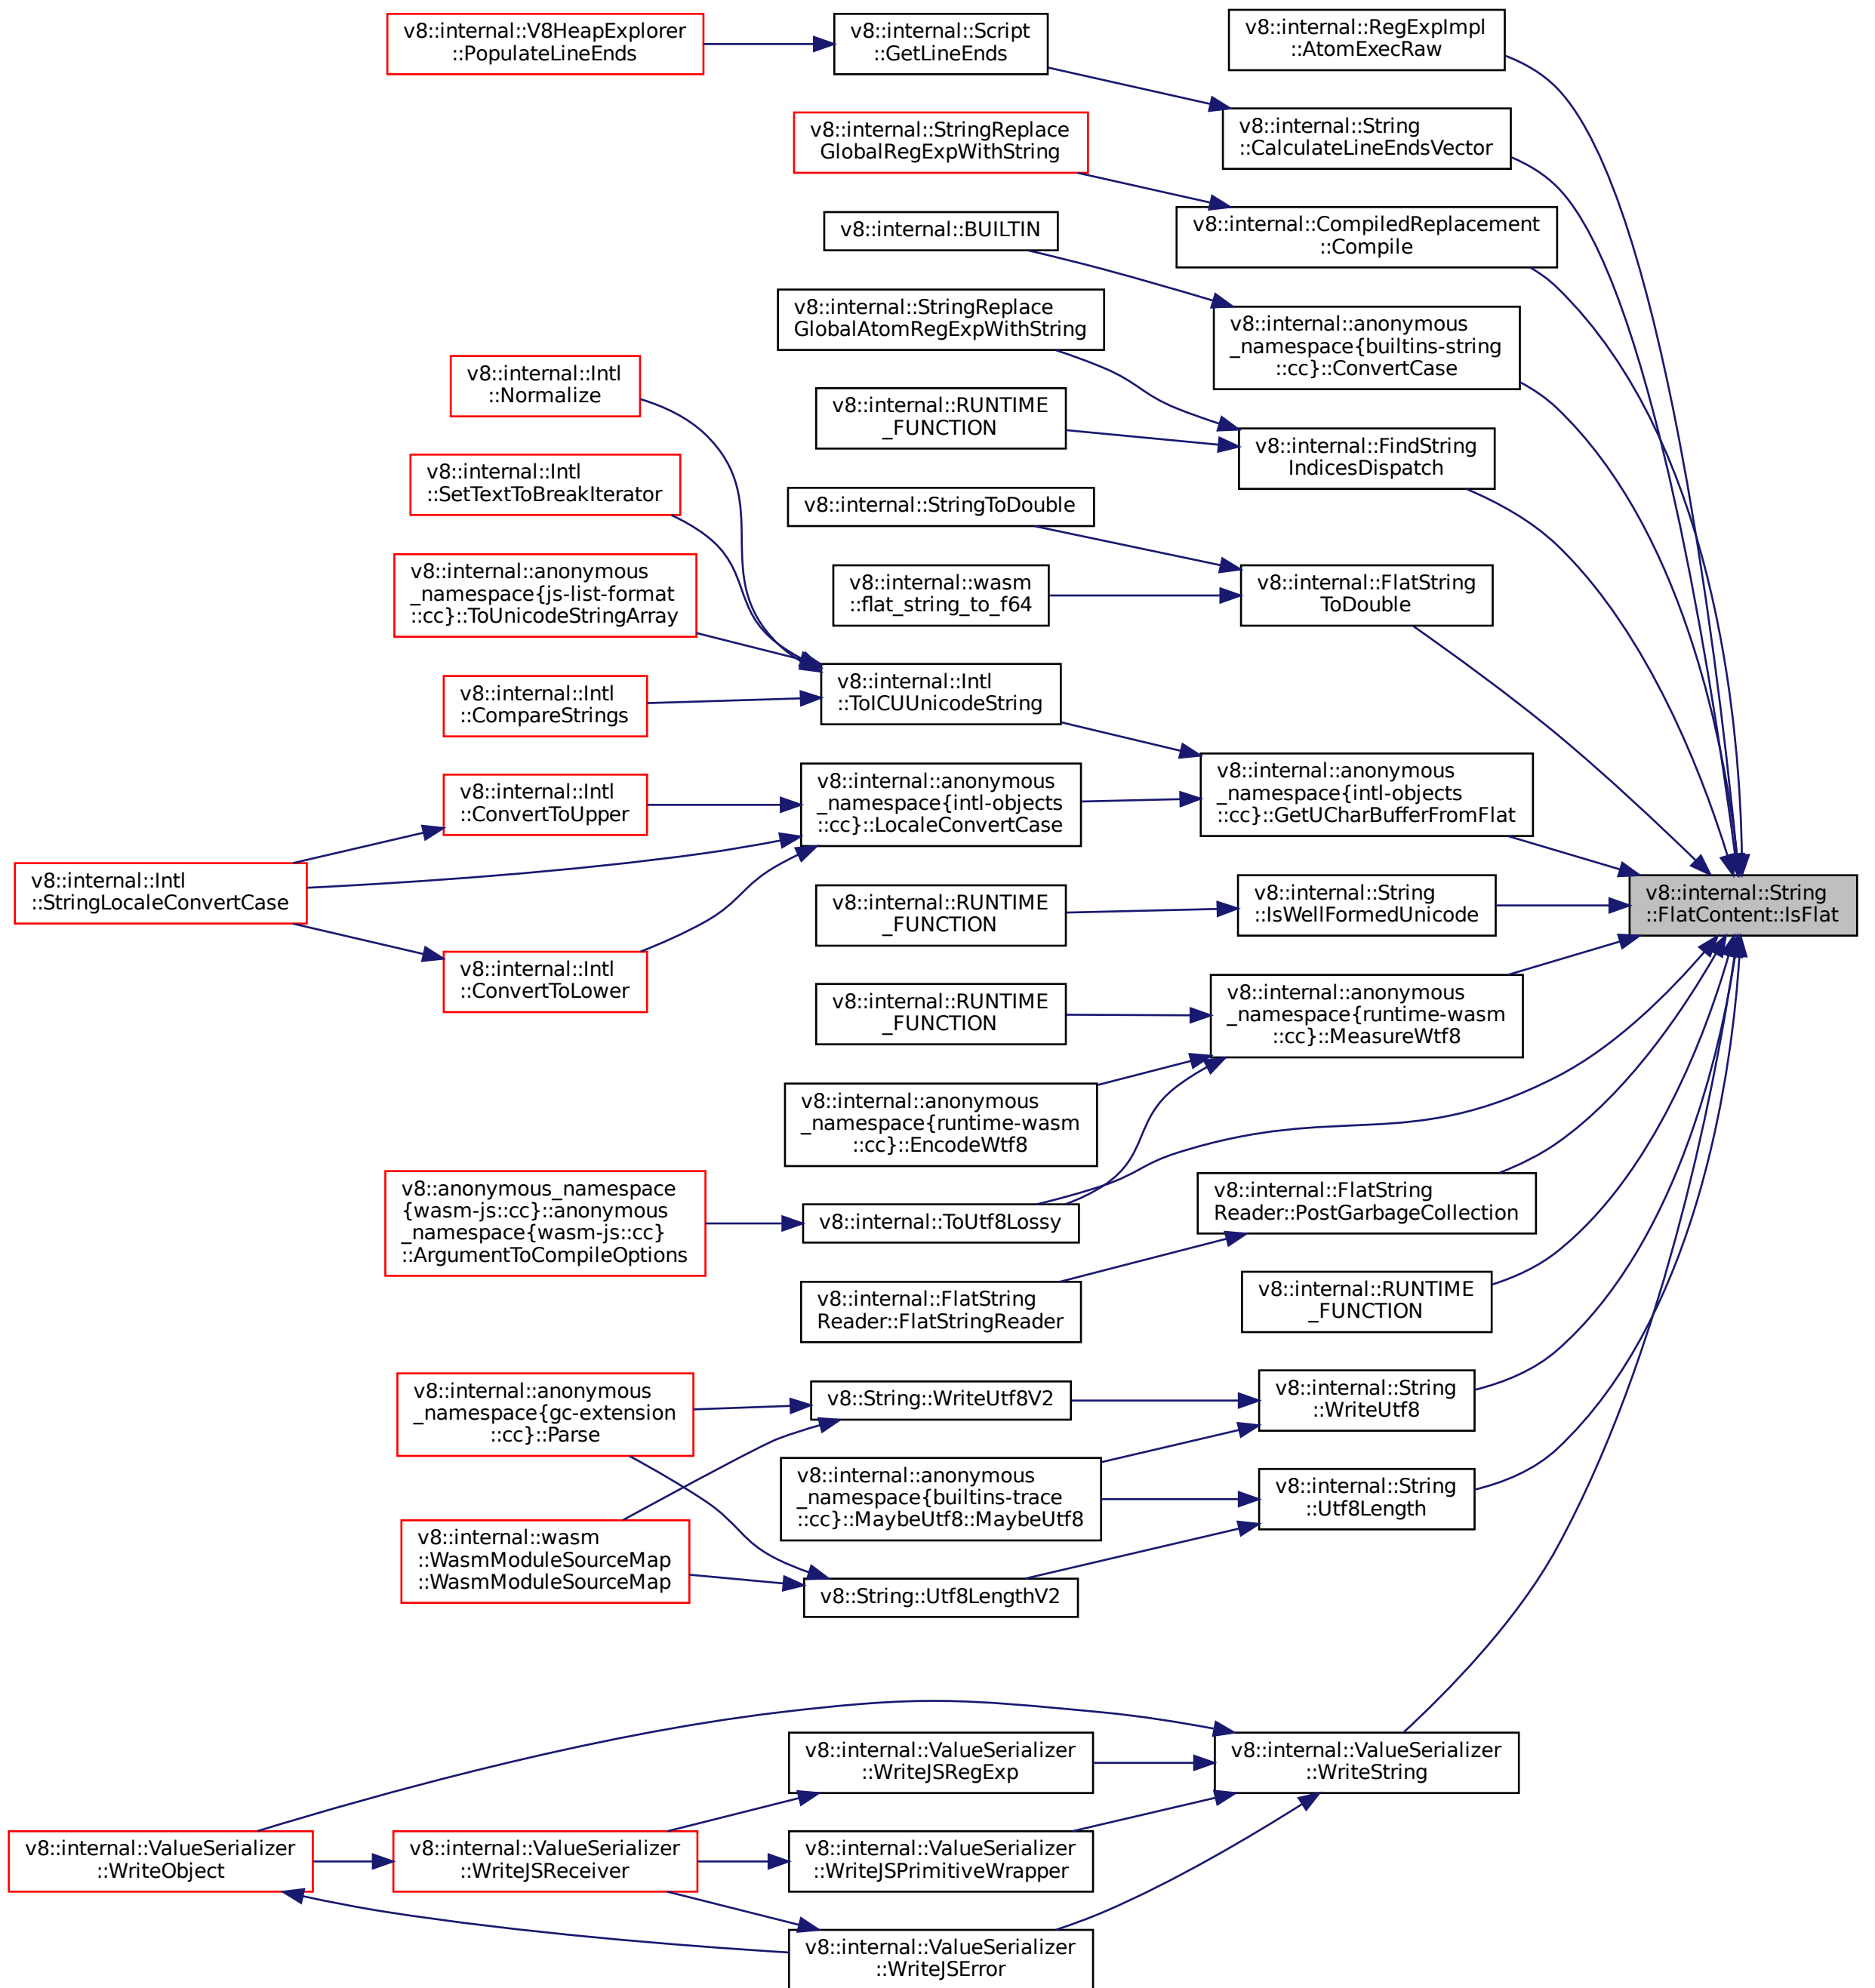 v8::internal::V8HeapExplorer
::PopulateLineEnds
v8::internal::Script
::GetLineEnds
v8::internal::RegExpImpl
::AtomExecRaw
v8::internal::String
::CalculateLineEndsVector
v8::internal::StringReplace
GlobalRegExpWithString
v8::internal::CompiledReplacement
::Compile
v8::internal::BUILTIN
v8::internal::StringReplace
GlobalAtomRegExpWithString
v8::internal::anonymous
_namespace{builtins-string
::cc}::ConvertCase
v8::internal::Intl
::Normalize
v8::internal::RUNTIME
_FUNCTION
v8::internal::FindString
IndicesDispatch
v8::internal::Intl
::SetTextToBreakIterator
v8::internal::StringToDouble
v8::internal::anonymous
_namespace{js-list-format
::cc}::ToUnicodeStringArray
v8::internal::wasm
::flat_string_to_f64
v8::internal::FlatString
ToDouble
v8::internal::Intl
::CompareStrings
v8::internal::Intl
::ToICUUnicodeString
v8::internal::Intl
::ConvertToUpper
v8::internal::anonymous
_namespace{intl-objects
::cc}::LocaleConvertCase
v8::internal::anonymous
_namespace{intl-objects
::cc}::GetUCharBufferFromFlat
v8::internal::Intl
::StringLocaleConvertCase
v8::internal::RUNTIME
_FUNCTION
v8::internal::String
::IsWellFormedUnicode
v8::internal::String
::FlatContent::IsFlat
v8::internal::Intl
::ConvertToLower
v8::internal::RUNTIME
_FUNCTION
v8::internal::anonymous
_namespace{runtime-wasm
::cc}::MeasureWtf8
v8::internal::anonymous
_namespace{runtime-wasm
::cc}::EncodeWtf8
v8::anonymous_namespace
{wasm-js::cc}::anonymous
_namespace{wasm-js::cc}
::ArgumentToCompileOptions
v8::internal::ToUtf8Lossy
v8::internal::FlatString
Reader::PostGarbageCollection
v8::internal::FlatString
Reader::FlatStringReader
v8::internal::RUNTIME
_FUNCTION
v8::internal::anonymous
_namespace{gc-extension
::cc}::Parse
v8::String::WriteUtf8V2
v8::internal::String
::WriteUtf8
v8::internal::anonymous
_namespace{builtins-trace
::cc}::MaybeUtf8::MaybeUtf8
v8::internal::String
::Utf8Length
v8::internal::wasm
::WasmModuleSourceMap
::WasmModuleSourceMap
v8::String::Utf8LengthV2
v8::internal::ValueSerializer
::WriteJSRegExp
v8::internal::ValueSerializer
::WriteString
v8::internal::ValueSerializer
::WriteObject
v8::internal::ValueSerializer
::WriteJSReceiver
v8::internal::ValueSerializer
::WriteJSPrimitiveWrapper
v8::internal::ValueSerializer
::WriteJSError